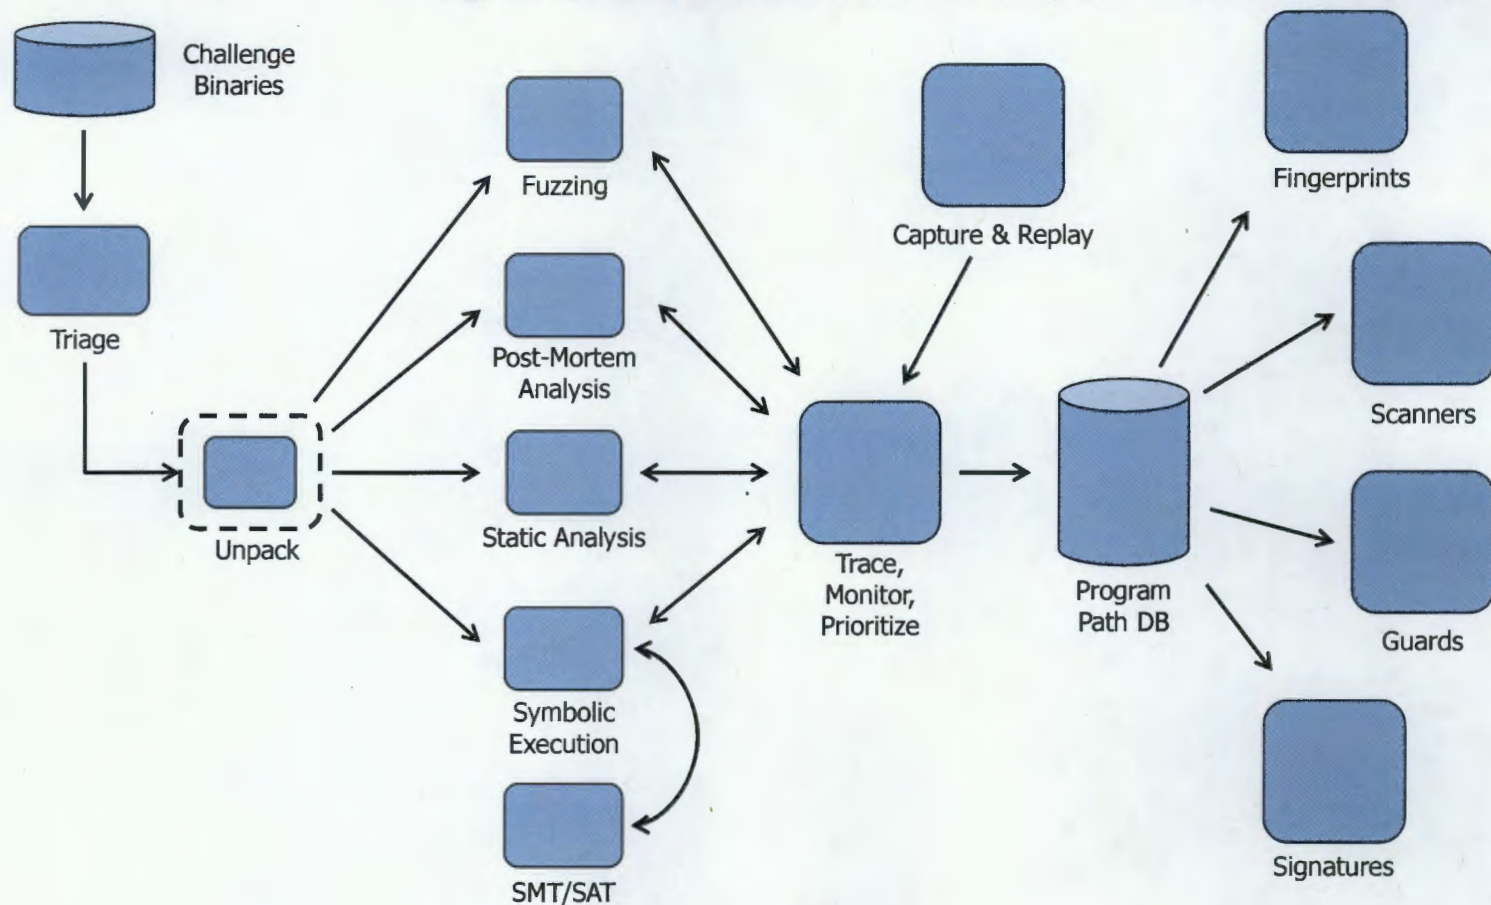 Challenge
Binaries
Triage
Unpack
Fuzzing
Post-Mortem
Analysis
Static Analysis
Symbolic
Execution
SMT/SAT
Capture & Replay
Trace,
Monitor,
Prioritize
Program
Path DB
Fingerprints
Scanners
Guards
Signatures